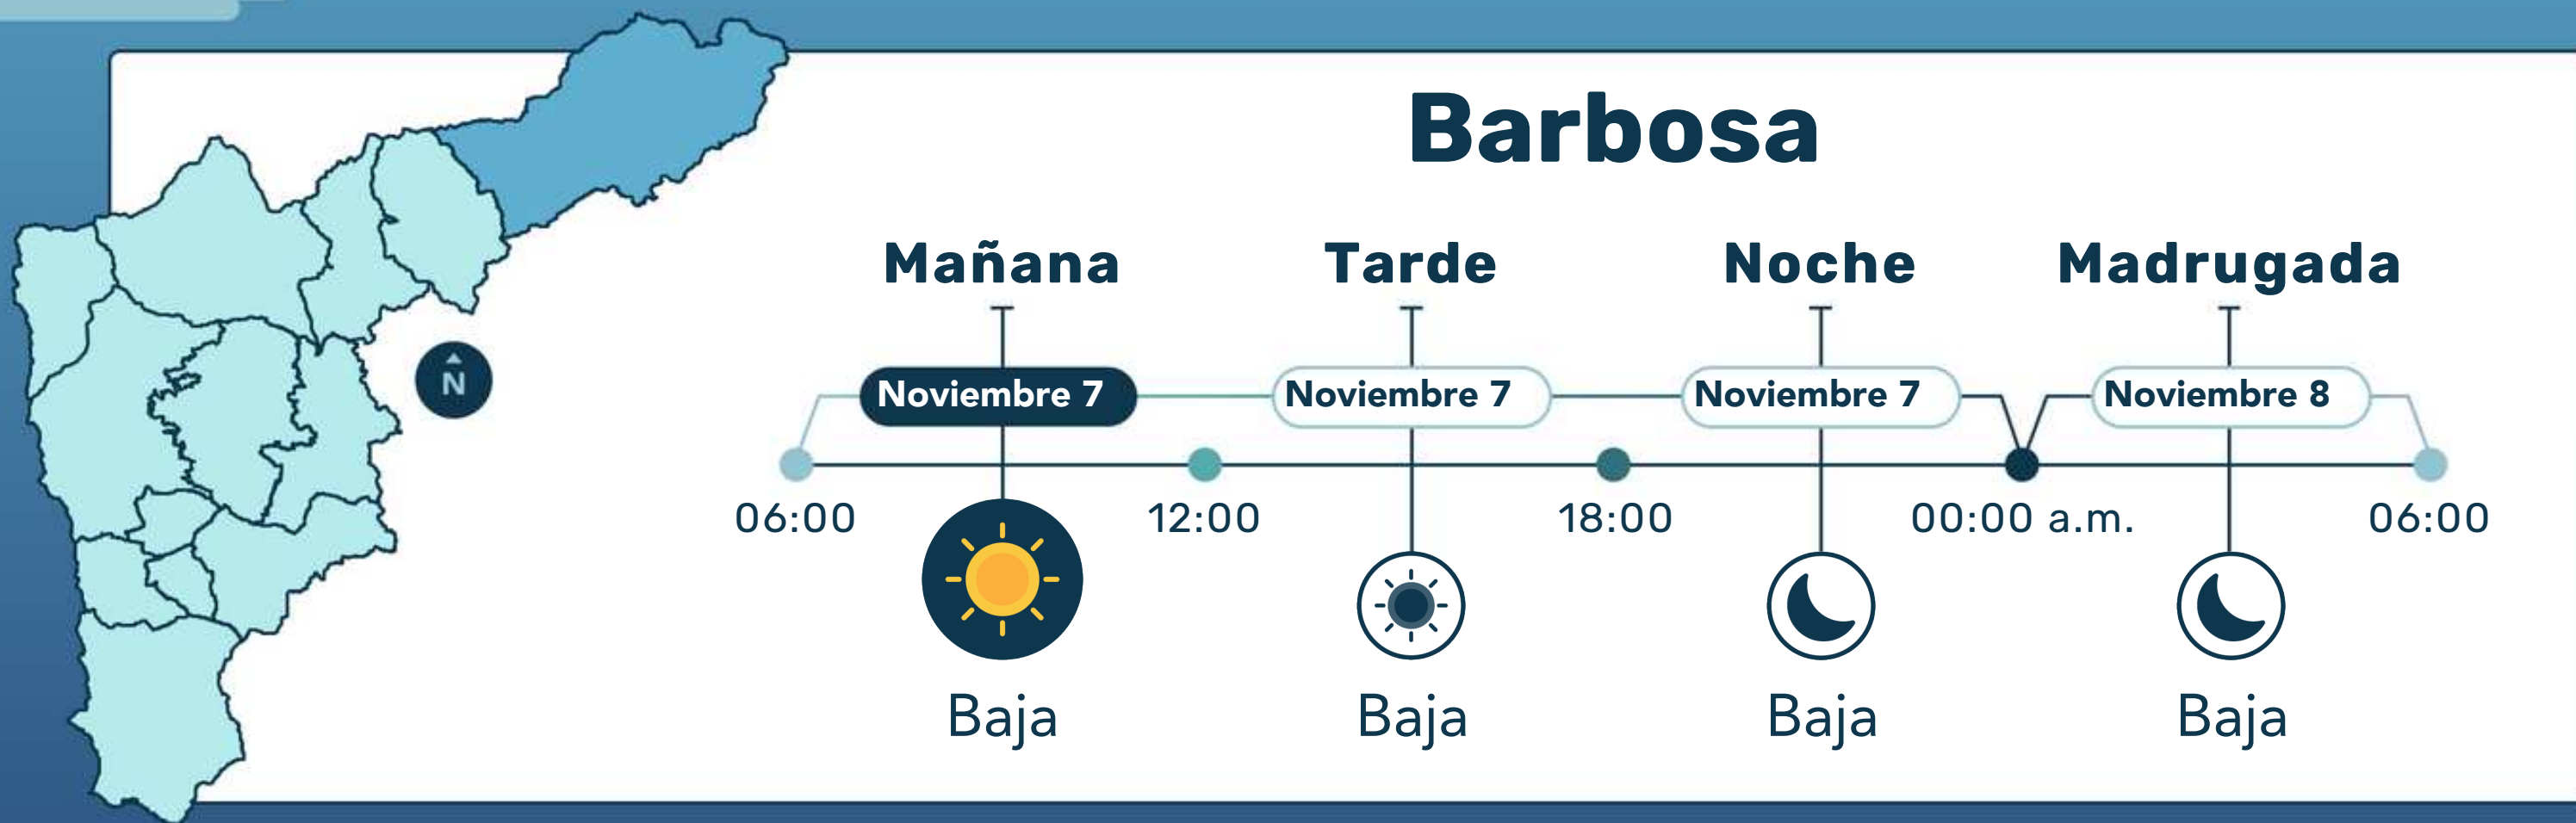 Barbosa
Mañana Tarde Noche Madrugada
Noviembre 7 Noviembre 7 Noviembre 7 Noviembre 8
N
06:00 12:00 18:00 00:00 a.m. 06:00
Baja Baja Baja Baja